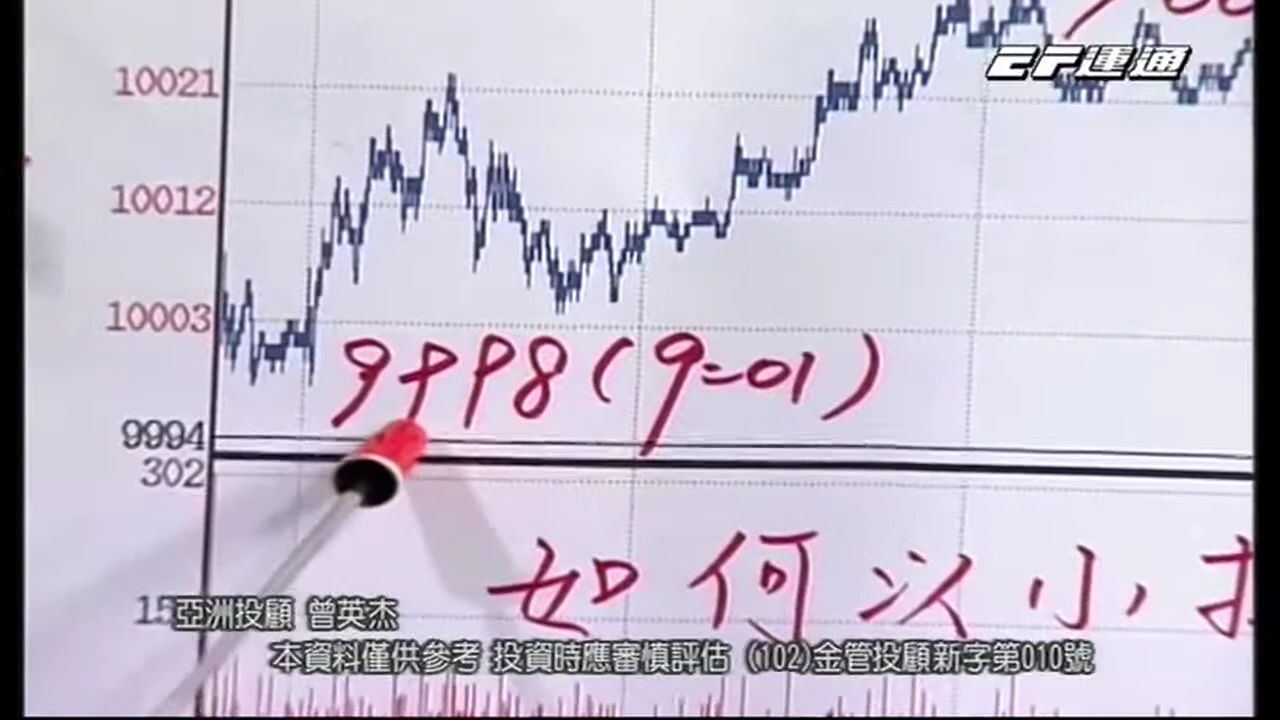 EF運通
10021
10012
10003
9998(9=01)
9994
302
如何以小
15
亞洲投顧 曾英杰
本資料僅供參考 投資時應審慎評估 (102)金管投顧新字第010號